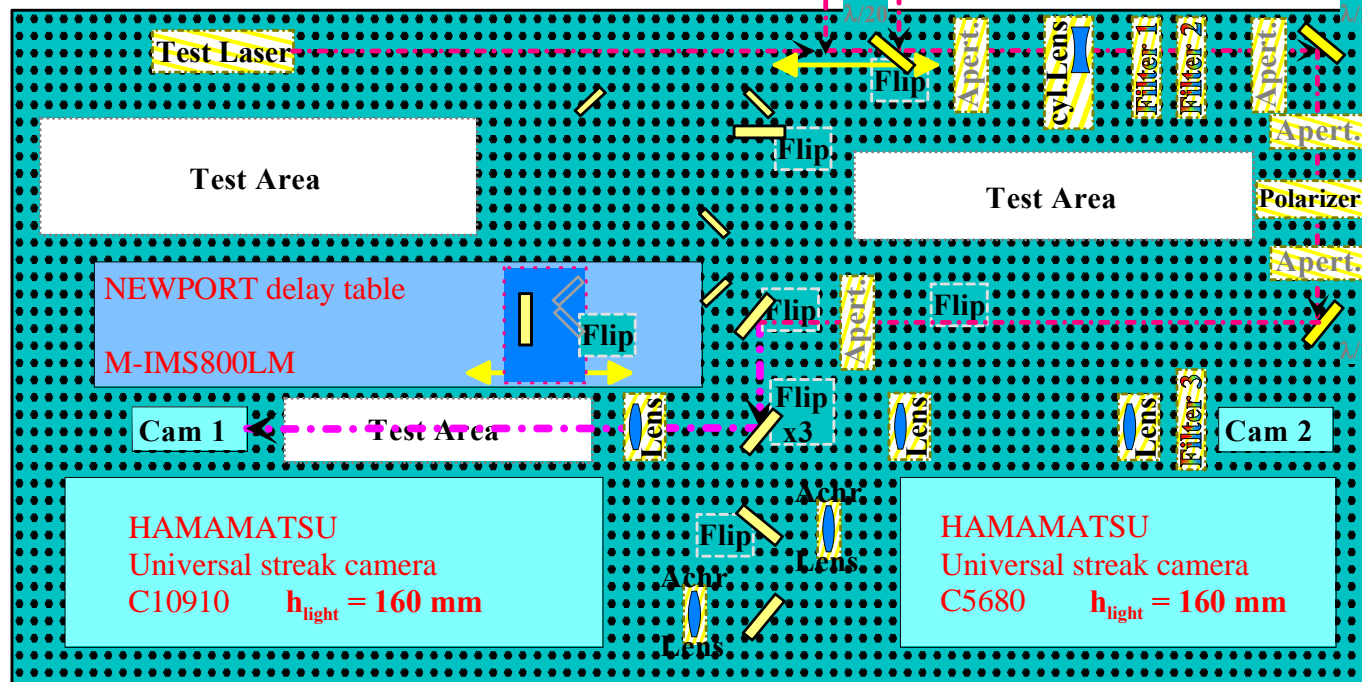 λ/20
λ/
Test Laser
Flip
Apert.
cyl.Lens
Filter 1
Filter 2
Apert.
Apert.
Flip
Test Area
Test Area
Polarizer
Apert.
NEWPORT delay table
M-IMS800LM
Flip
Flip
Apert.
Flip
λ/
Cam 1
Test Area
Lens
Flip
x3
Lens
Lens
Filter 3
Cam 2
HAMAMATSU
Universal streak camera
C10910 h_light = 160 mm
Flip
Achr
Lens
Achr
Lens
HAMAMATSU
Universal streak camera
C5680 h_light = 160 mm